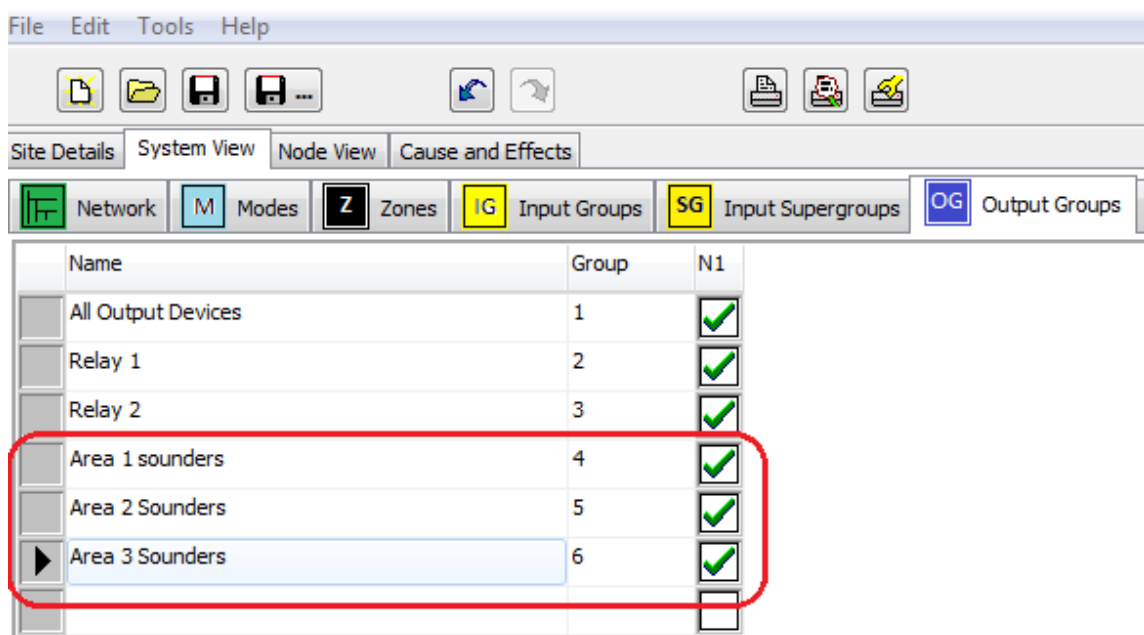 File Edit Tools Help
...
Site Details System View Node View Cause and Effects
Network M Modes Z Zones IG Input Groups SG Input Supergroups OG Output Groups
Name Group N1
All Output Devices 1
Relay 1 2
Relay 2 3
Area 1 sounders 4
Area 2 Sounders 5
Area 3 Sounders 6